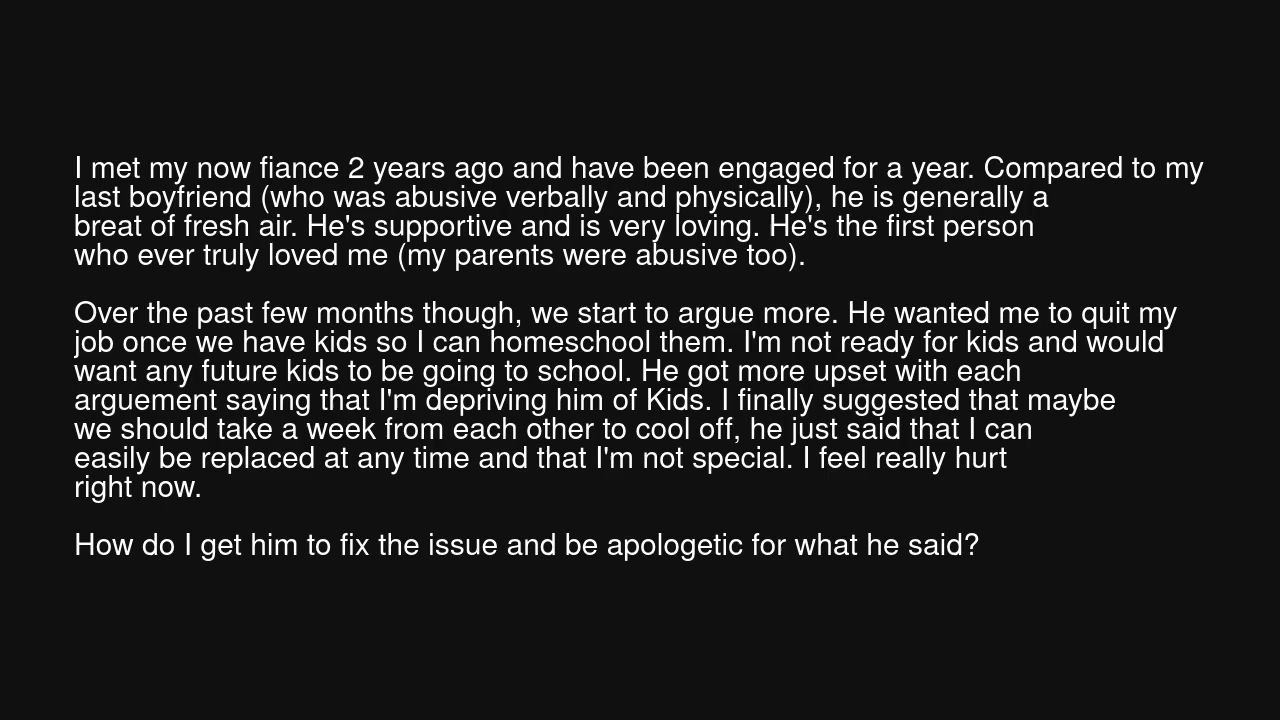 I met my now fiance 2 years ago and have been engaged for a year. Compared to my
last boyfriend (who was abusive verbally and physically), he is generally a
breat of fresh air. He's supportive and is very loving. He's the first person
who ever truly loved me (my parents were abusive too).

Over the past few months though, we start to argue more. He wanted me to quit my
job once we have kids so I can homeschool them. I'm not ready for kids and would
want any future kids to be going to school. He got more upset with each
arguement saying that I'm depriving him of Kids. I finally suggested that maybe
we should take a week from each other to cool off, he just said that I can
easily be replaced at any time and that I'm not special. I feel really hurt
right now.

How do I get him to fix the issue and be apologetic for what he said?